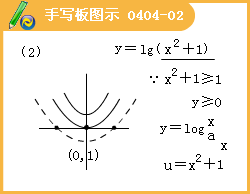 手写板图示 0404-02
(2)
y=lg(x²+1)
∵ x²+1≥1
y≥0
y=log x a x
u=x²+1
(0,1)